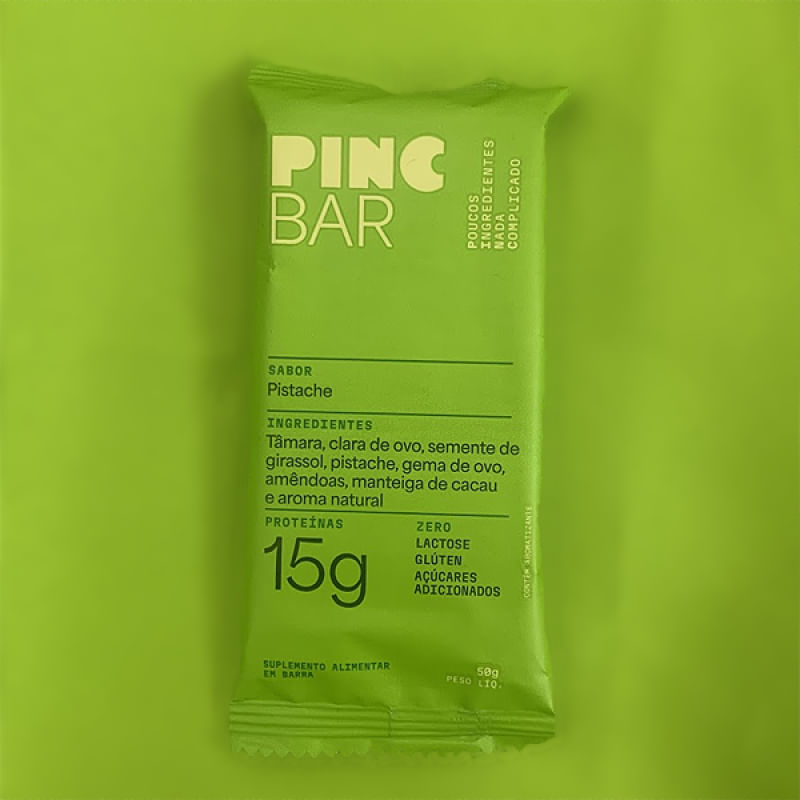 PINC
BAR
POUCOS
INGREDIENTES
NADA
COMPLICADO
SABOR
Pistache
INGREDIENTES
Tâmara, clara de ovo, semente de
girassol, pistache, gema de ovo,
amêndoas, manteiga de cacau
e aroma natural
PROTEÍNAS
15g
ZERO
LACTOSE
GLÚTEN
AÇÚCARES
ADICIONADOS
CONTÉM AROMATIZANTE
SUPLEMENTO ALIMENTAR
EM BARRA
50g
PESO LÍQ.